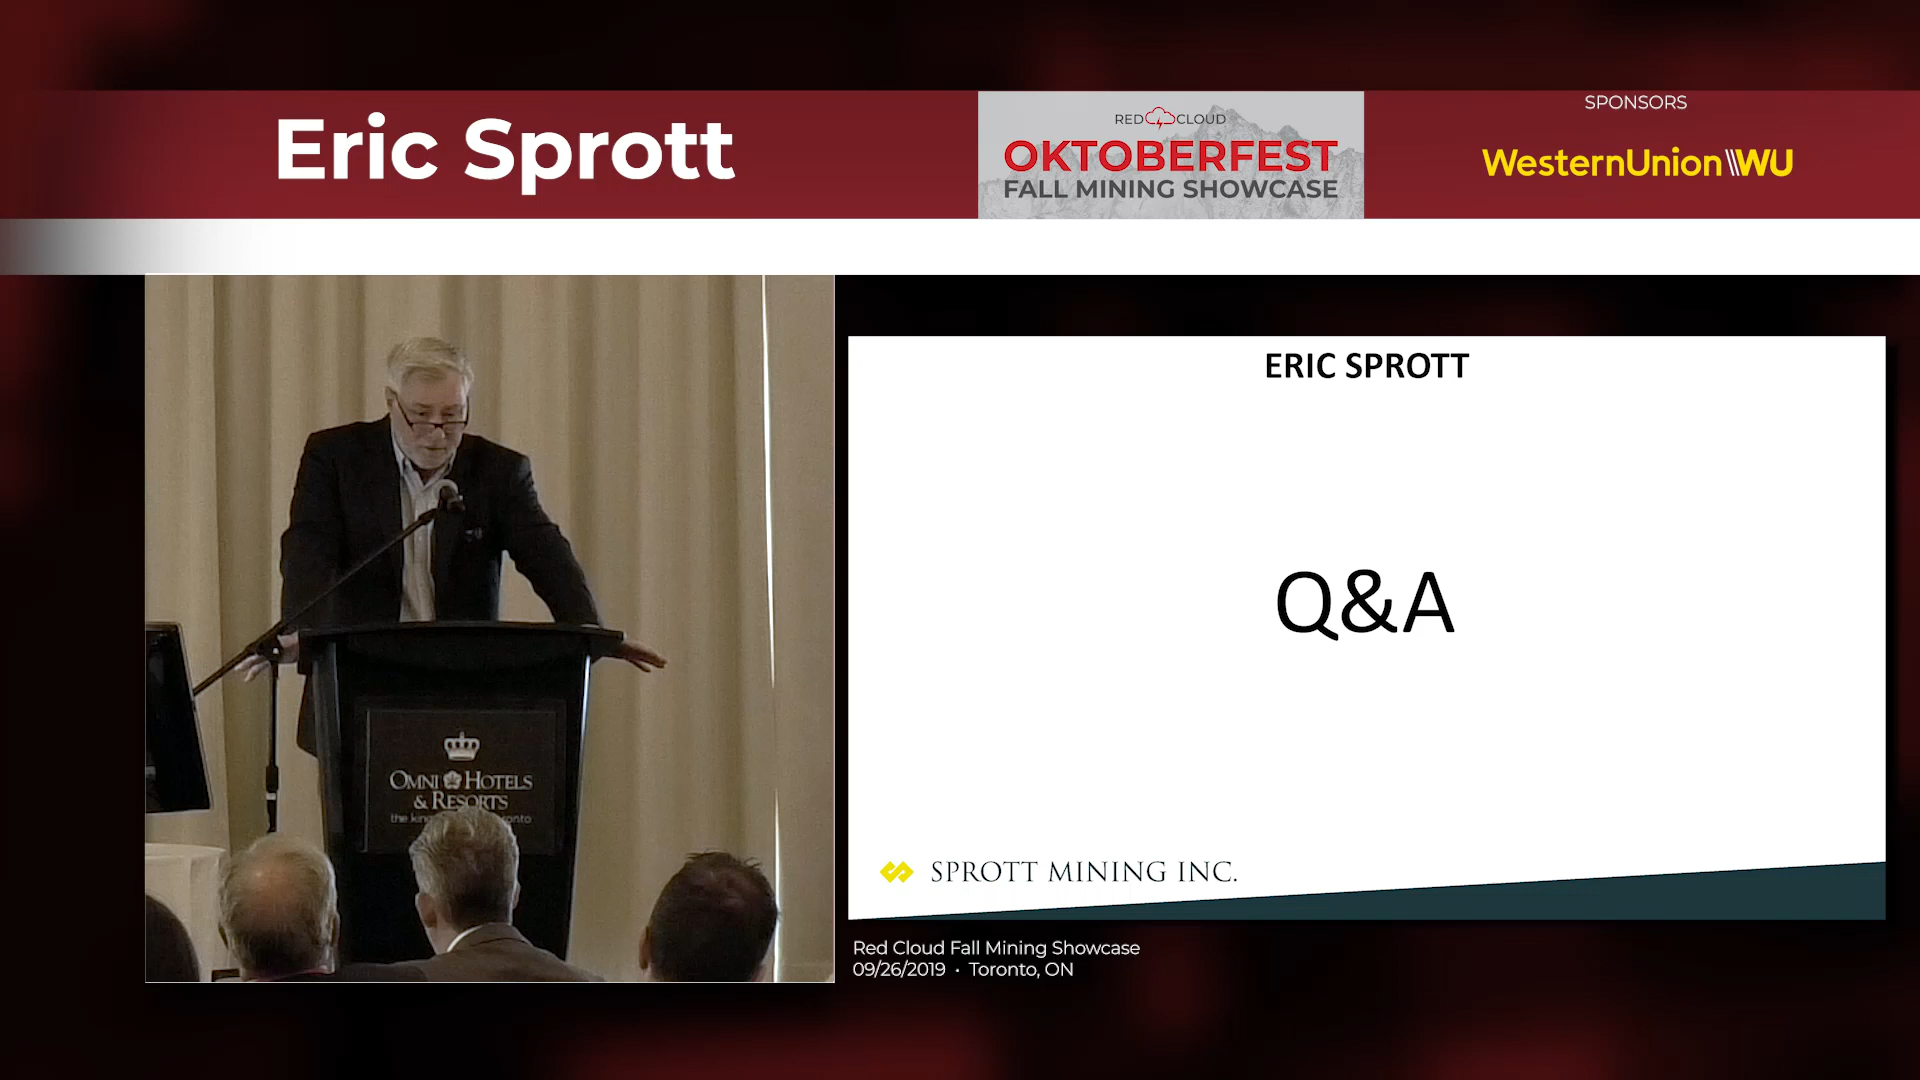 Eric Sprott
RED CLOUD
OKTOBERFEST
FALL MINING SHOWCASE
SPONSORS
WesternUnion WU
ERIC SPROTT
Q&A
SPROTT MINING INC.
OMNI HOTELS
& RESORTS
the
Red Cloud Fall Mining Showcase
09/26/2019 · Toronto, ON